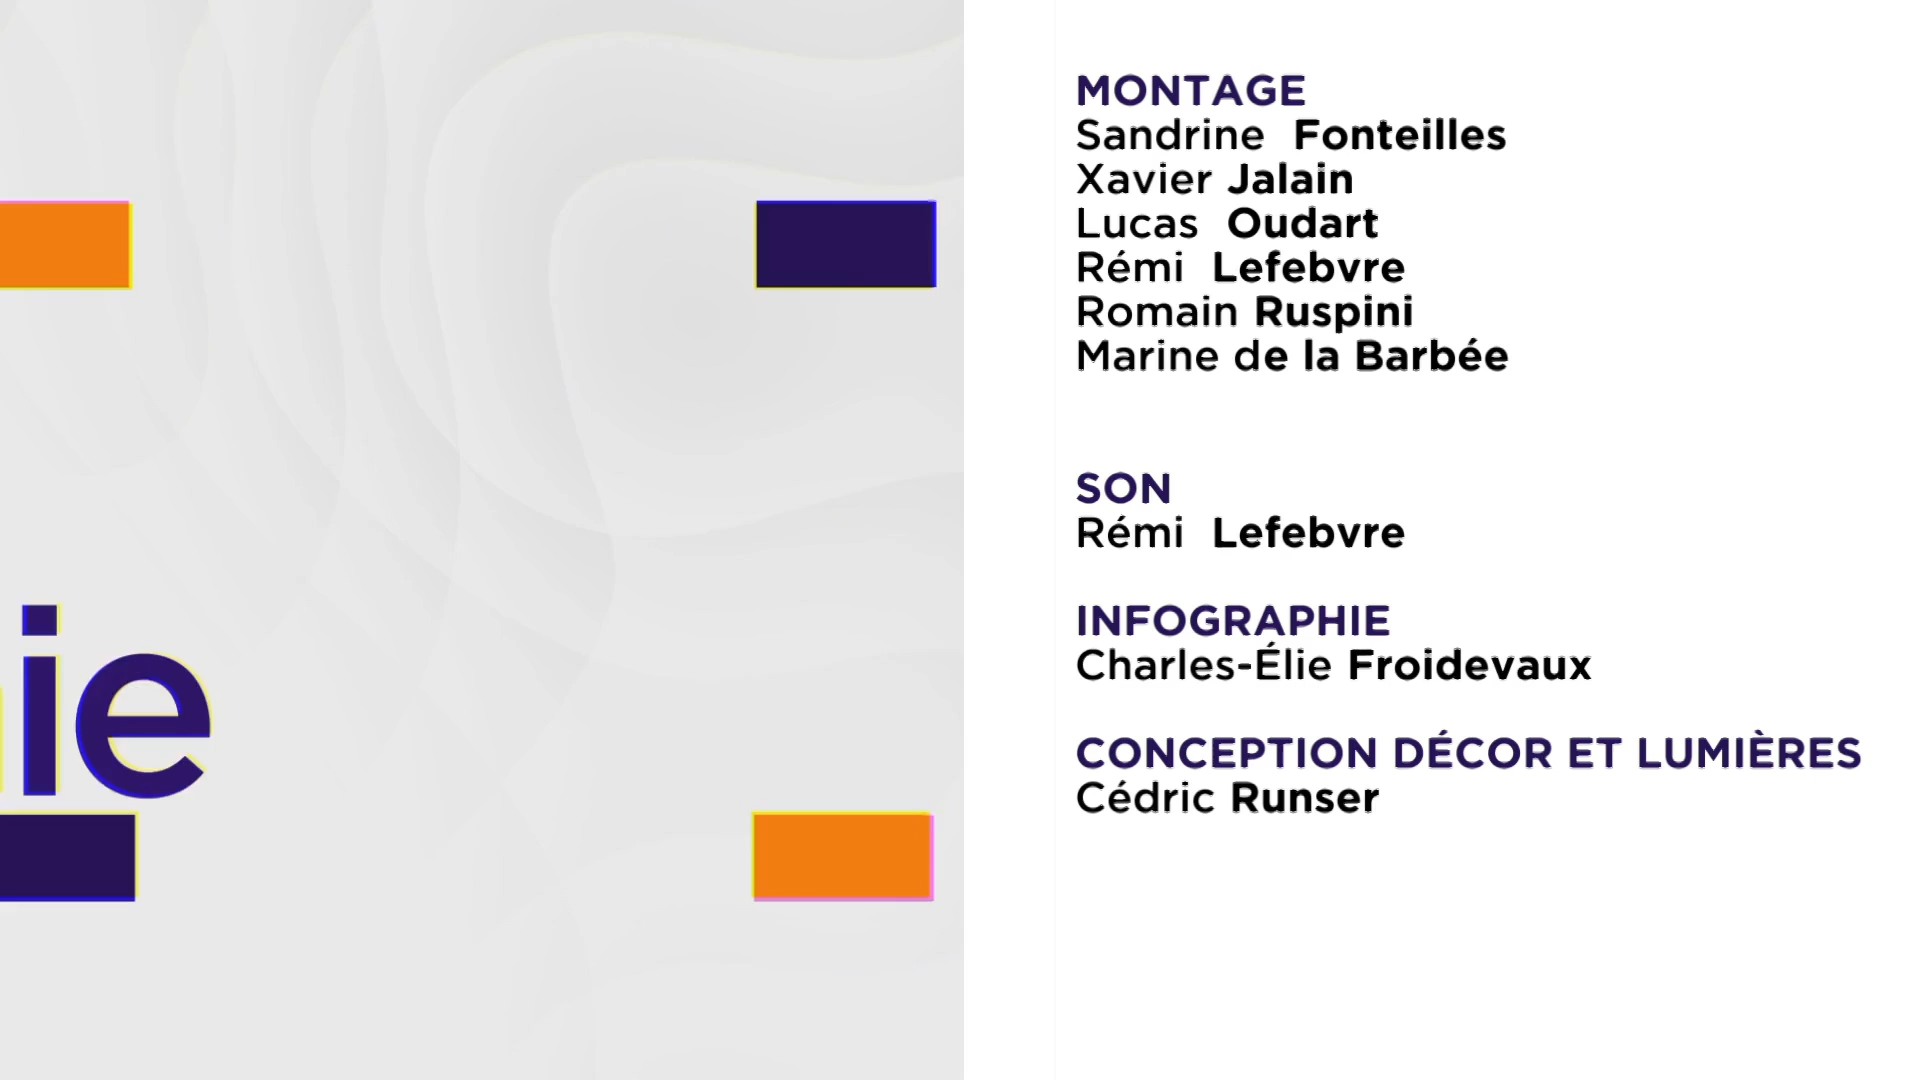 MONTAGE
Sandrine Fonteilles
Xavier Jalain
Lucas Oudart
Rémi Lefebvre
Romain Ruspini
Marine de la Barbée
SON
Rémi Lefebvre
INFOGRAPHIE
Charles-Élie Froidevaux
CONCEPTION DÉCOR ET LUMIÈRES
Cédric Runser
ie